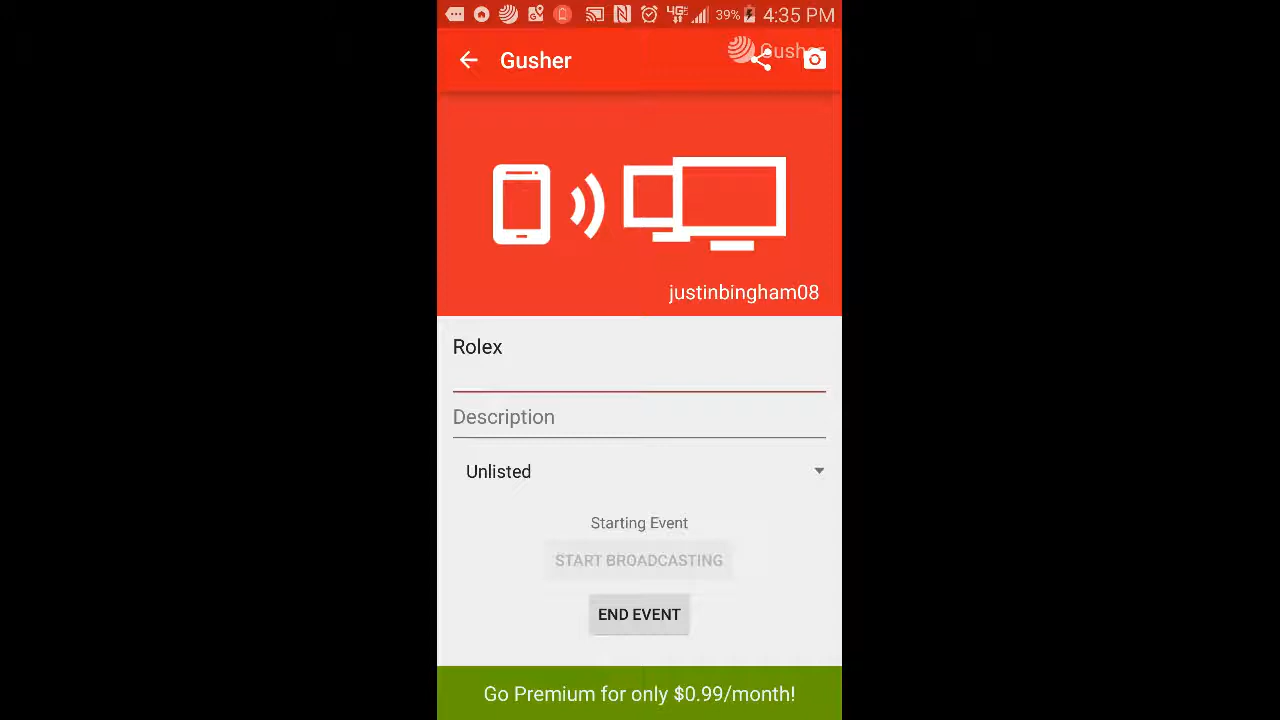 4G 39% 4:35 PM
Gusher
Gusher
justinbingham08
Rolex
Description
Unlisted
Starting Event
START BROADCASTING
END EVENT
Go Premium for only $0.99/month!